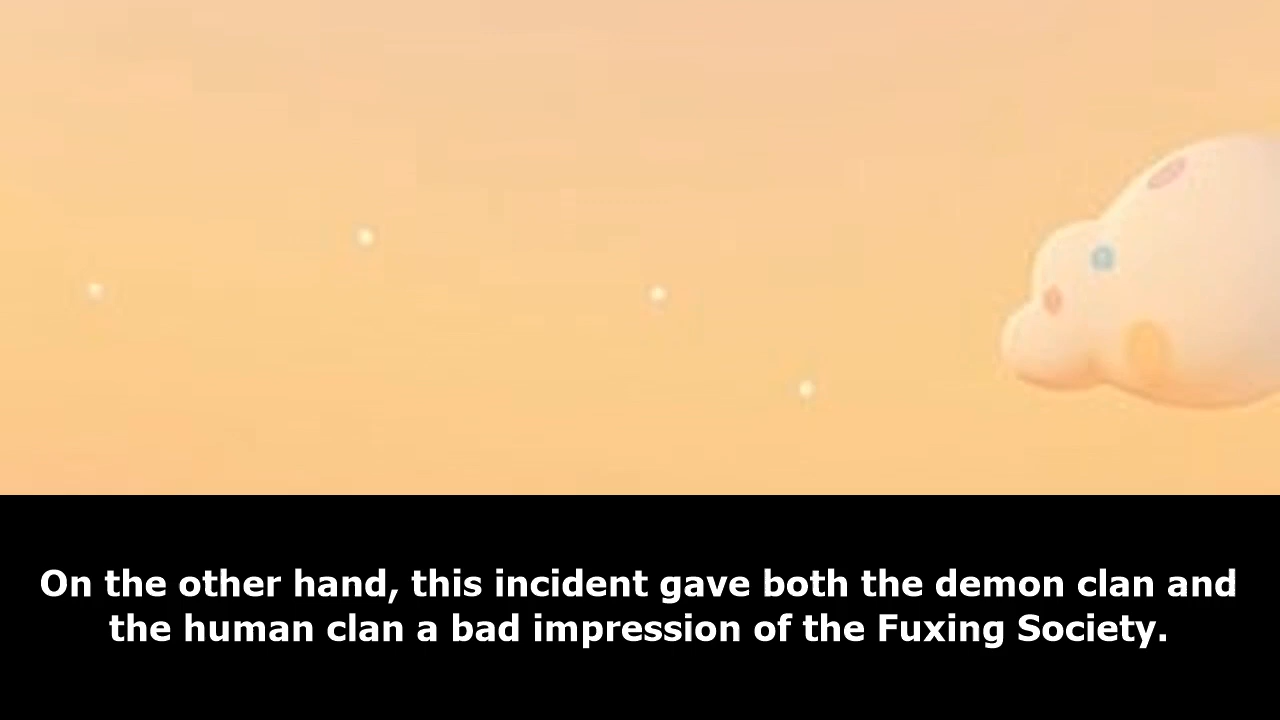 On the other hand, this incident gave both the demon clan and
the human clan a bad impression of the Fuxing Society.